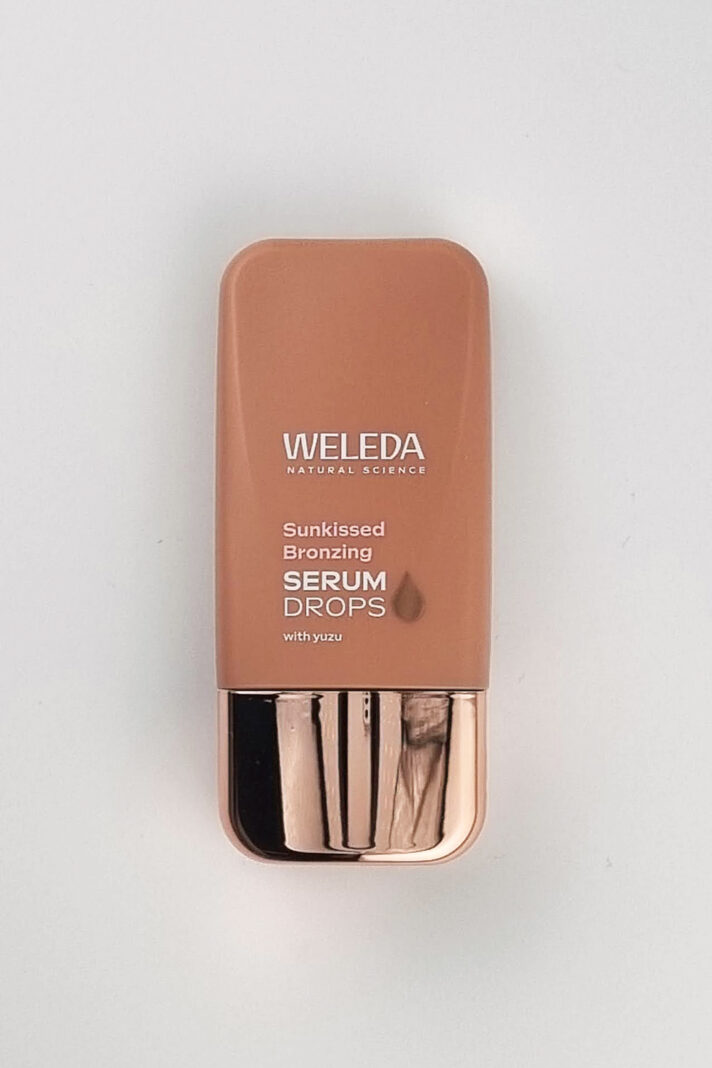 WELEDA
NATURAL SCIENCE
Sunkissed
Bronzing
SERUM
DROPS
with yuzu